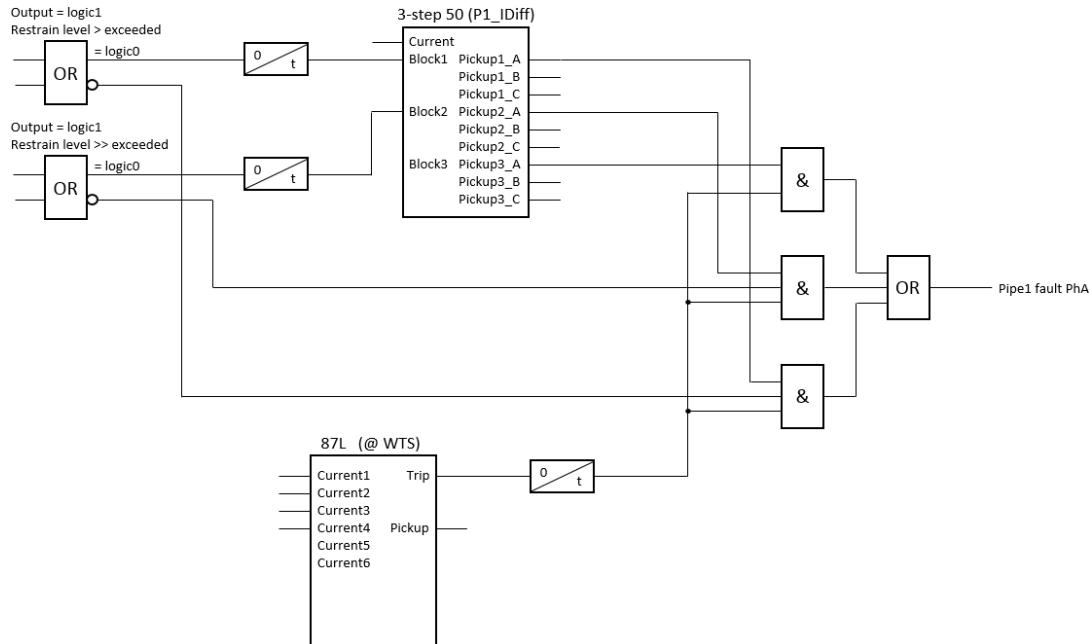 Output = logic1
Restrain level > exceeded
= logic0
OR
0
t
Output = logic1
Restrain level >> exceeded
= logic0
OR
0
t
3-step 50 (P1_IDiff)
Current
Block1 Pickup1_A
Pickup1_B
Pickup1_C
Block2 Pickup2_A
Pickup2_B
Pickup2_C
Block3 Pickup3_A
Pickup3_B
Pickup3_C
&
&
OR
Pipe1 fault PhA
&
87L (@ WTS)
Current1 Trip
Current2
Current3
Current4 Pickup
Current5
Current6
0
t